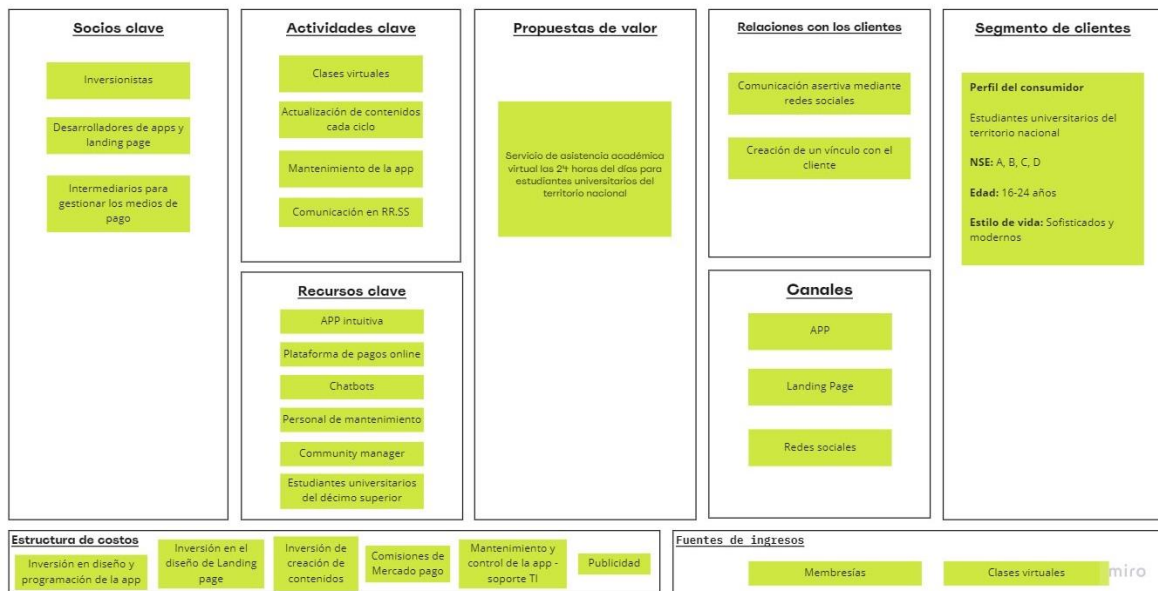 Socios clave
Inversionistas
Desarrolladores de apps y
landing page
Intermediarios para
gestionar los medios de
pago
Actividades clave
Clases virtuales
Actualización de contenidos
cada ciclo
Mantenimiento de la app
Comunicación en RR.SS
Recursos clave
APP intuitiva
Plataforma de pagos online
Chatbots
Personal de mantenimiento
Community manager
Estudiantes universitarios
del décimo superior
Propuestas de valor
Servicio de asistencia académica
virtual las 24 horas del días para
estudiantes universitarios del
territorio nacional
Relaciones con los clientes
Comunicación asertiva mediante
redes sociales
Creación de un vínculo con el
cliente
Canales
APP
Landing Page
Redes sociales
Segmento de clientes
Perfil del consumidor
Estudiantes universitarios del
territorio nacional
NSE: A, B, C, D
Edad: 16-24 años
Estilo de vida: Sofisticados y
modernos
Estructura de costos
Inversión en diseño y
programación de la app
Inversión en el
diseño de Landing
page
Inversión de
creación de
contenidos
Comisiones de
Mercado pago
Mantenimiento y
control de la app -
soporte TI
Publicidad
Fuentes de ingresos
Membresías
Clases virtuales
miro